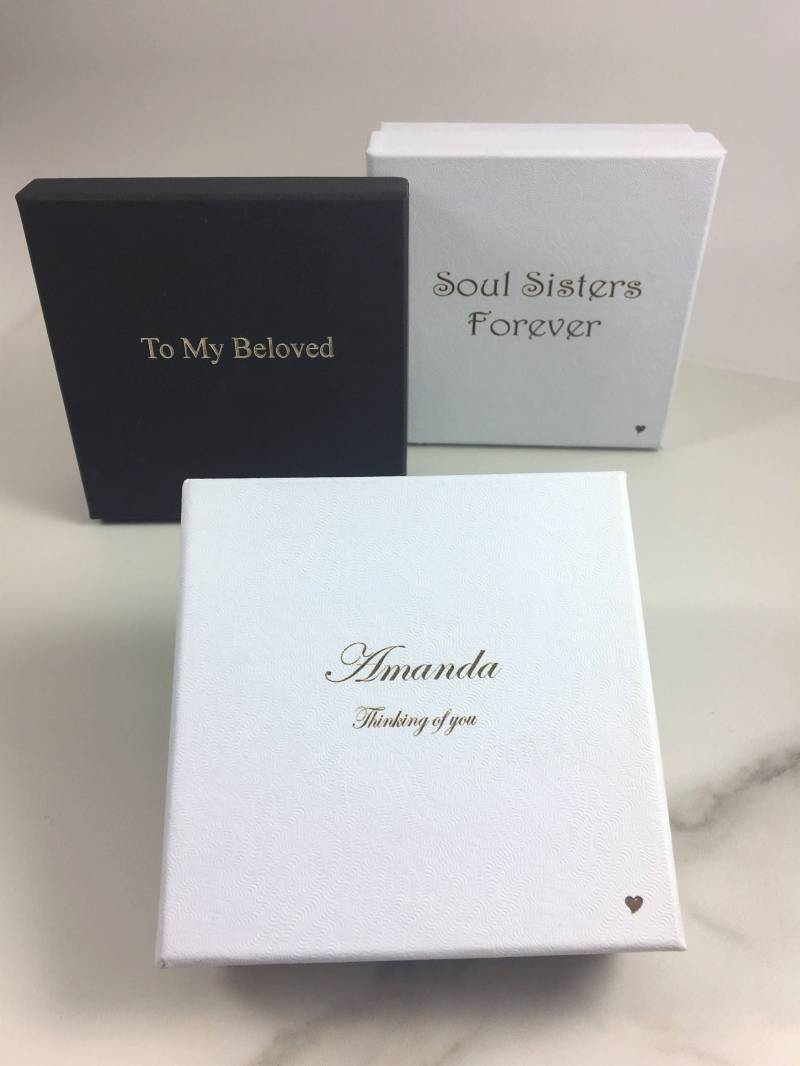 Soul Sisters
Forever
To My Beloved
Amanda
Thinking of you